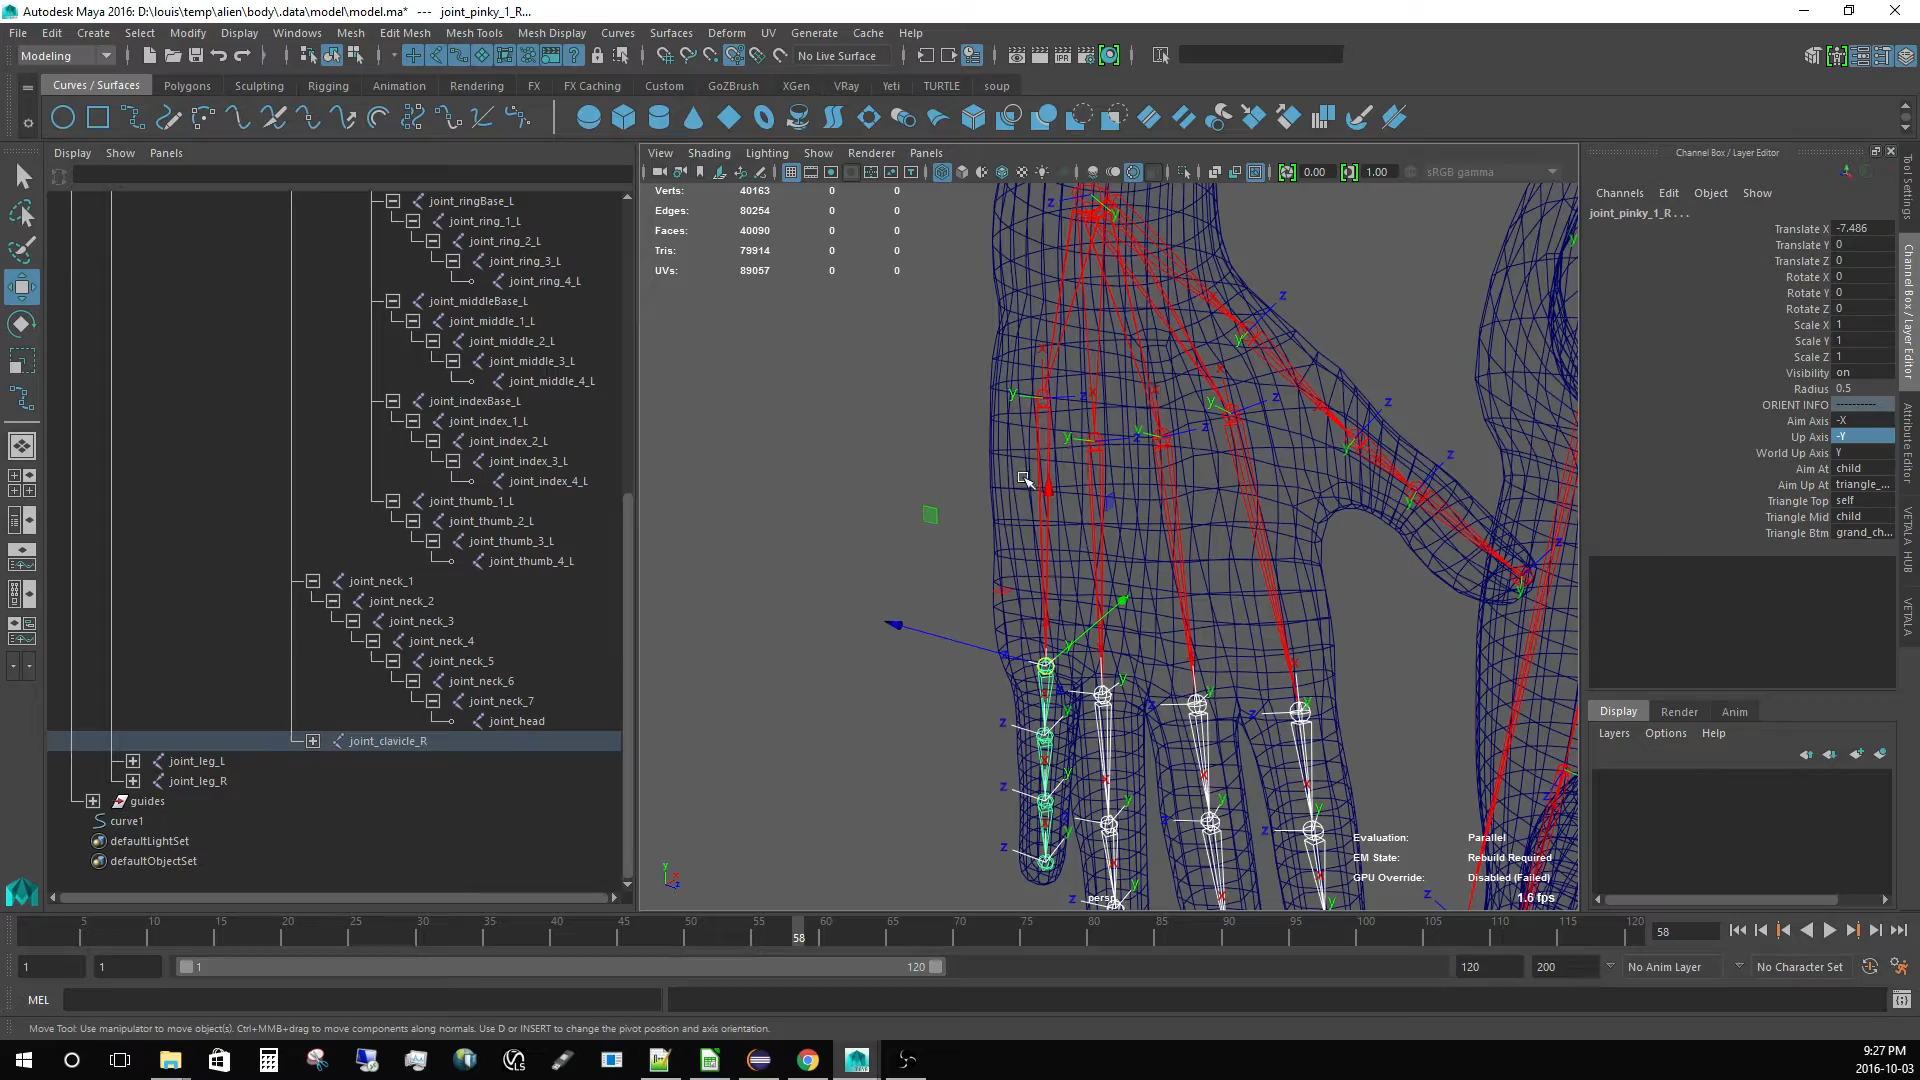 Autodesk Maya 2016: D:\louis\temp\alien\body\.data\model\model.ma* --- joint_pinky_1_R...
File Edit Create Select Modify Display Windows Mesh Edit Mesh Mesh Tools Mesh Display Curves Surfaces Deform UV Generate Cache Help
Modeling No Live Surface
Curves / Surfaces Polygons Sculpting Rigging Animation Rendering FX FX Caching Custom GoZBrush XGen VRay Yeti TURTLE soup
Display Show Panels
joint_ringBase_L
joint_ring_1_L
joint_ring_2_L
joint_ring_3_L
joint_ring_4_L
joint_middleBase_L
joint_middle_1_L
joint_middle_2_L
joint_middle_3_L
joint_middle_4_L
joint_indexBase_L
joint_index_1_L
joint_index_2_L
joint_index_3_L
joint_index_4_L
joint_thumb_1_L
joint_thumb_2_L
joint_thumb_3_L
joint_thumb_4_L
joint_neck_1
joint_neck_2
joint_neck_3
joint_neck_4
joint_neck_5
joint_neck_6
joint_neck_7
joint_head
joint_clavicle_R
joint_leg_L
joint_leg_R
guides
curve1
defaultLightSet
defaultObjectSet
View Shading Lighting Show Renderer Panels
0.00 1.00 sRGB gamma
Verts: 40163 0 0
Edges: 80254 0 0
Faces: 40090 0 0
Tris: 79914 0 0
UVs: 89057 0 0
Evaluation: Parallel
EM State: Rebuild Required
GPU Override: Disabled (Failed)
1.6 fps
persp
Channel Box / Layer Editor
Channels Edit Object Show
joint_pinky_1_R . . .
Translate X -7.486
Translate Y 0
Translate Z 0
Rotate X 0
Rotate Y 0
Rotate Z 0
Scale X 1
Scale Y 1
Scale Z 1
Visibility on
Radius 0.5
ORIENT INFO ----------
Aim Axis -X
Up Axis -Y
World Up Axis Y
Aim At child
Aim Up At triangle_...
Triangle Top self
Triangle Mid child
Triangle Btm grand_ch...
Display Render Anim
Layers Options Help
Tool Settings
Channel Box / Layer Editor
Attribute Editor
VETALA HUB
VETALA
5 10 15 20 25 30 35 40 45 50 55 60 65 70 75 80 85 90 95 100 105 110 115 120
58
58
1 1 1 120 120 200 No Anim Layer No Character Set
MEL
Move Tool: Use manipulator to move object(s). Ctrl+MMB+drag to move components along normals. Use D or INSERT to change the pivot position and axis orientation.
9:27 PM
2016-10-03